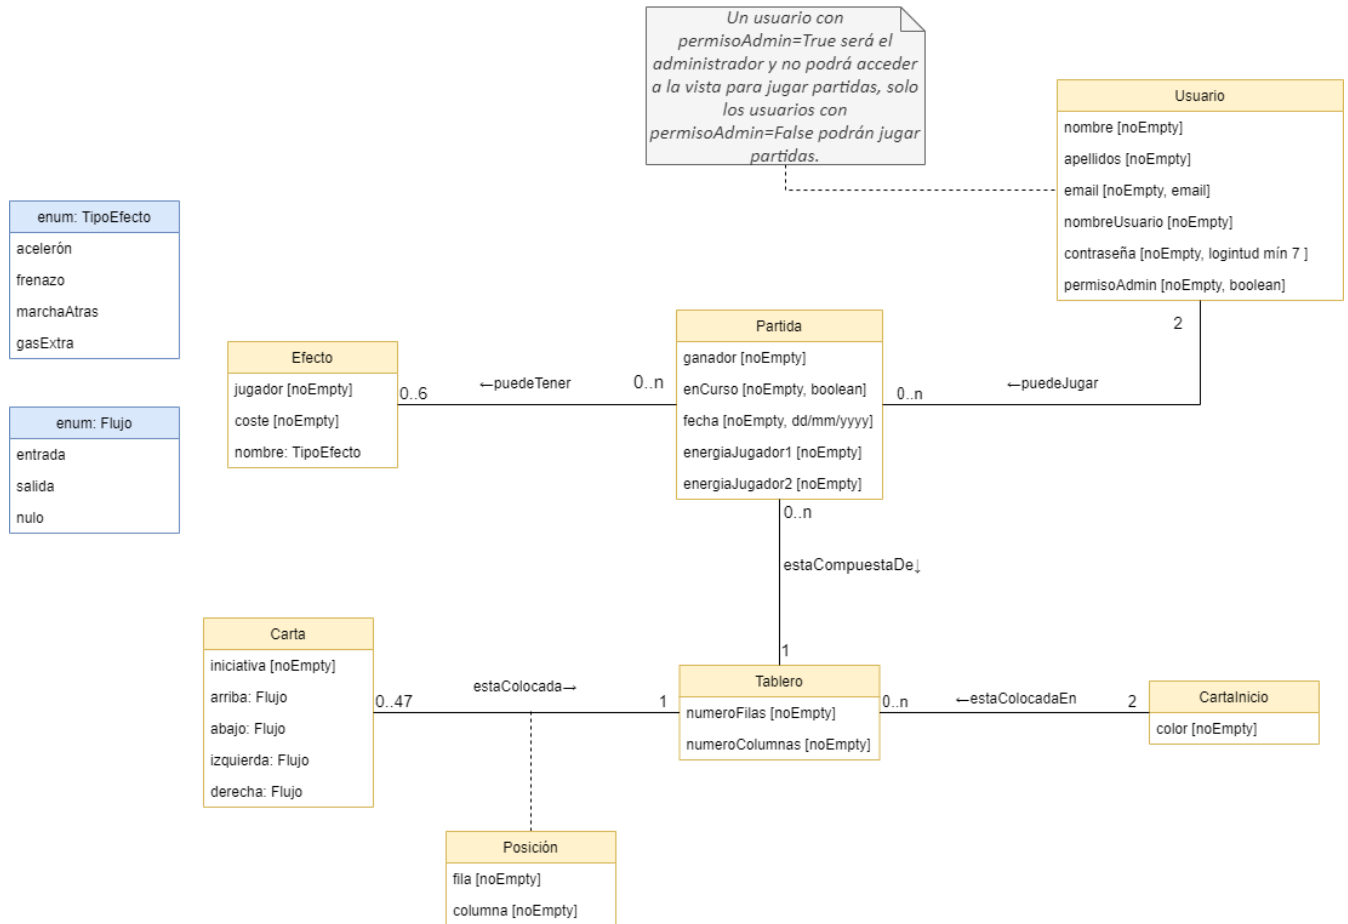 Un usuario con
permisoAdmin=True será el
administrador y no podrá acceder
a la vista para jugar partidas, solo
los usuarios con
permisoAdmin=False podrán jugar
partidas.
Usuario
nombre [noEmpty]
apellidos [noEmpty]
email [noEmpty, email]
nombreUsuario [noEmpty]
contraseña [noEmpty, logintud mín 7 ]
permisoAdmin [noEmpty, boolean]
2
enum: TipoEfecto
acelerón
frenazo
marchaAtras
gasExtra
enum: Flujo
entrada
salida
nulo
Efecto
jugador [noEmpty]
coste [noEmpty]
nombre: TipoEfecto
0..6
←puedeTener
0..n
Partida
ganador [noEmpty]
enCurso [noEmpty, boolean]
fecha [noEmpty, dd/mm/yyyy]
energiaJugador1 [noEmpty]
energiaJugador2 [noEmpty]
0..n
←puedeJugar
0..n
estaCompuestaDe↓
1
Carta
iniciativa [noEmpty]
arriba: Flujo
abajo: Flujo
izquierda: Flujo
derecha: Flujo
0..47
estaColocada→
1
Tablero
numeroFilas [noEmpty]
numeroColumnas [noEmpty]
0..n
←estaColocadaEn
2
CartaInicio
color [noEmpty]
Posición
fila [noEmpty]
columna [noEmpty]